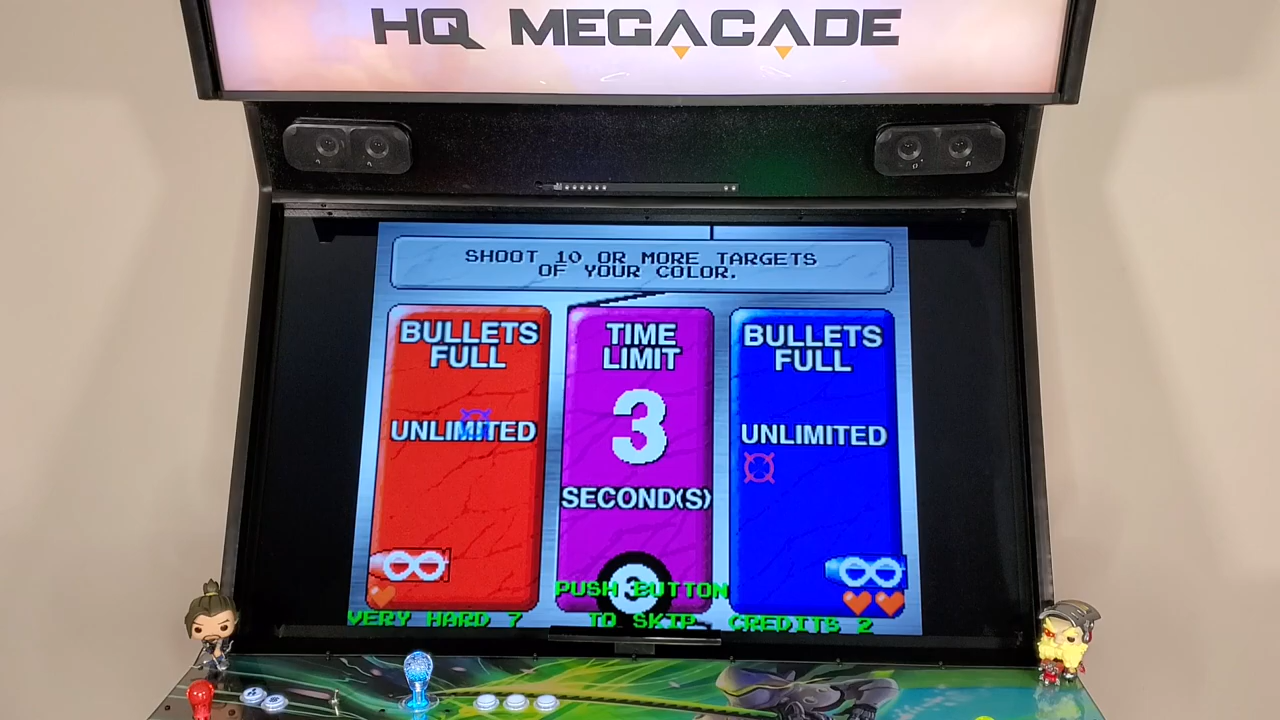 HQ MEGACADE
SHOOT 10 OR MORE TARGETS
OF YOUR COLOR.
BULLETS
FULL
UNLIMITED
TIME
LIMIT
3
SECOND(S)
BULLETS
FULL
UNLIMITED
3
PUSH BUTTON
TO SKIP
VERY HARD 7
CREDITS 2